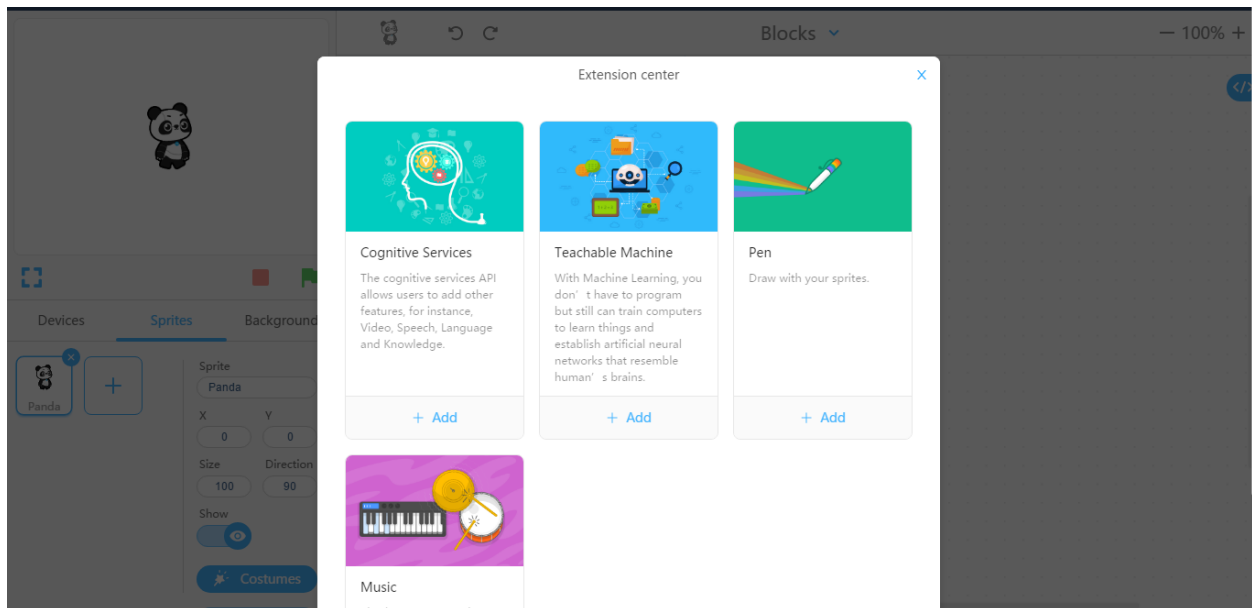 Blocks
100%
Extension center
Cognitive Services
The cognitive services API
allows users to add other
features, for instance,
Video, Speech, Language
and Knowledge.
+ Add
Teachable Machine
With Machine Learning, you
don’ t have to program
but still can train computers
to learn things and
establish artificial neural
networks that resemble
human’ s brains.
+ Add
Pen
Draw with your sprites.
+ Add
Music
Devices
Sprites
Background
Panda
Sprite
Panda
X Y
0 0
Size Direction
100 90
Show
Costumes